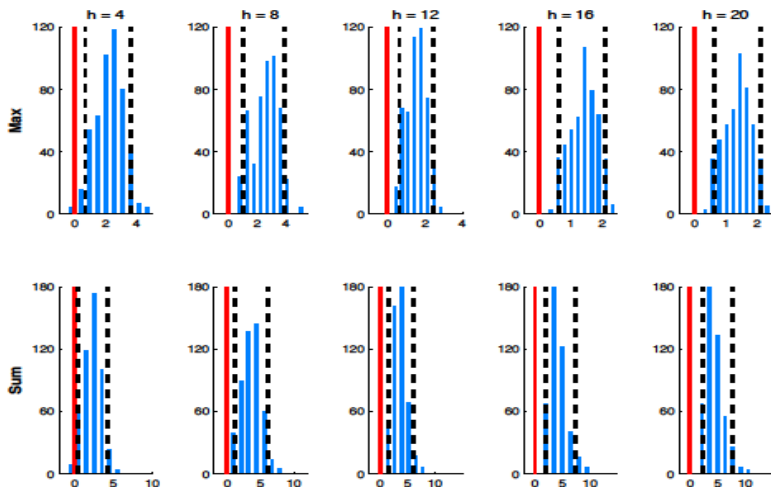 h = 4 h = 8 h = 12 h = 16 h = 20
120 120 120 120 120
80 80 80 80 80
40 40 40 40 40
0 0 0 0 0
0 2 4 0 2 4 0 2 4 0 1 2 0 1 2
Max
180 180 180 180 180
120 120 120 120 120
60 60 60 60 60
0 0 0 0 0
0 5 10 0 5 10 0 5 10 0 5 10 0 5 10
Sum